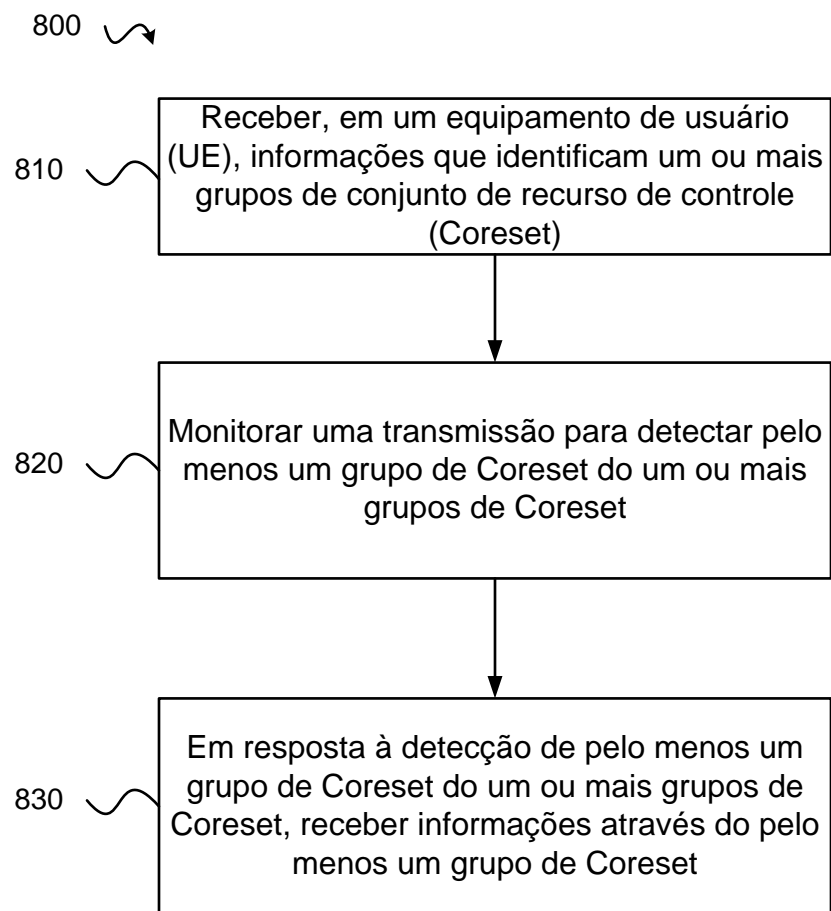 800
810
Receber, em um equipamento de usuário
(UE), informações que identificam um ou mais
grupos de conjunto de recurso de controle
(Coreset)
820
Monitorar uma transmissão para detectar pelo
menos um grupo de Coreset do um ou mais
grupos de Coreset
830
Em resposta à detecção de pelo menos um
grupo de Coreset do um ou mais grupos de
Coreset, receber informações através do pelo
menos um grupo de Coreset